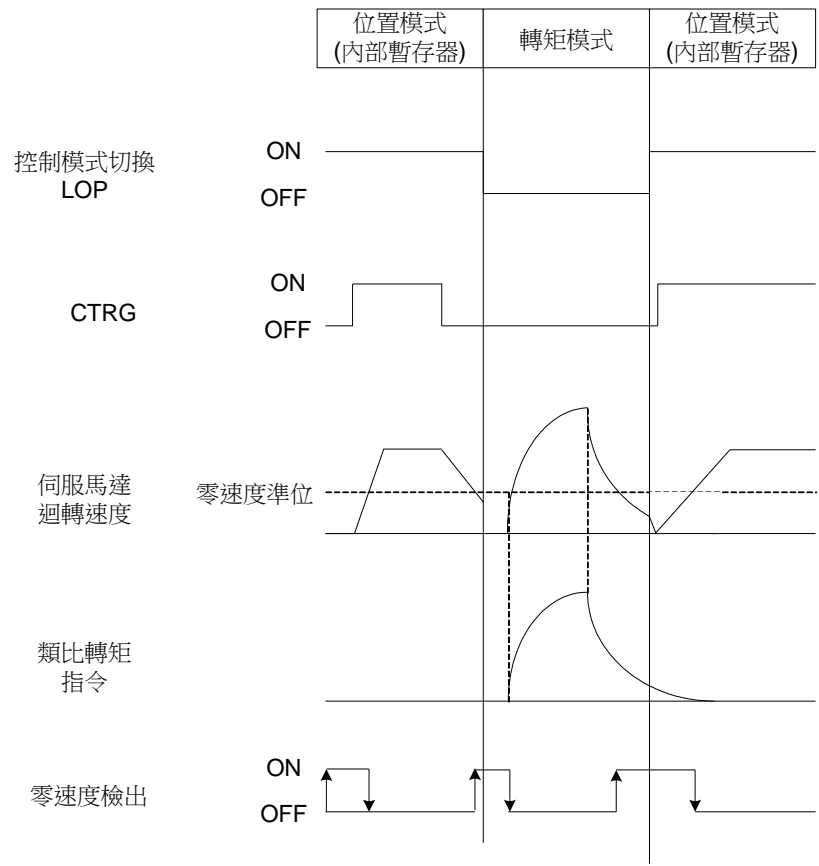 位置模式
(內部暫存器)
轉矩模式
位置模式
(內部暫存器)
控制模式切換
LOP
ON
OFF
CTRG
ON
OFF
伺服馬達
迴轉速度
零速度準位
類比轉矩
指令
零速度檢出
ON
OFF